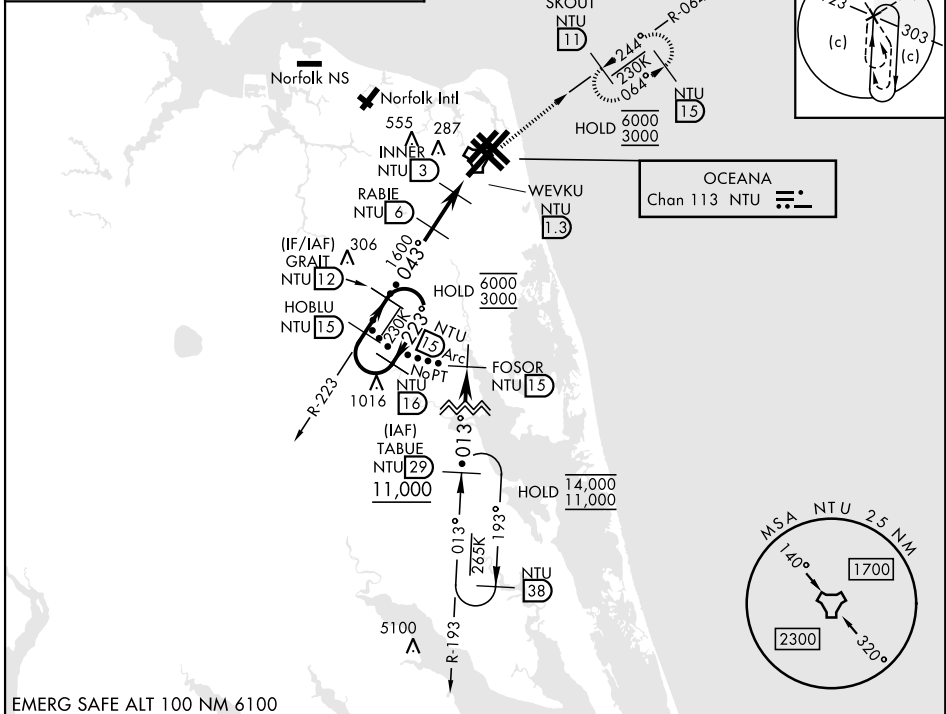 SKOUT
NTU
11
R-06
244°
230K
064°
NTU
15
HOLD 6000
3000
23
303
(c)
(c)
Norfolk NS
Norfolk Intl
555
287
INNER
NTU 3
OCEANA
Chan 113 NTU
WEVKU
NTU
1.3
RABIE
NTU 6
1600
043°
(IF/IAF)
GRAIT
NTU 12
306
HOLD 6000
3000
HOBLU
NTU 15
230K
223°
NTU
15 Arc
NoPT
FOSOR
NTU 15
R-223
1016
NTU
16
(IAF)
TABUE
NTU 29
11,000
013°
HOLD 14,000
11,000
013°
265K
193°
NTU
38
R-193
5100
MSA NTU 25 NM
140°
1700
2300
320°
EMERG SAFE ALT 100 NM 6100